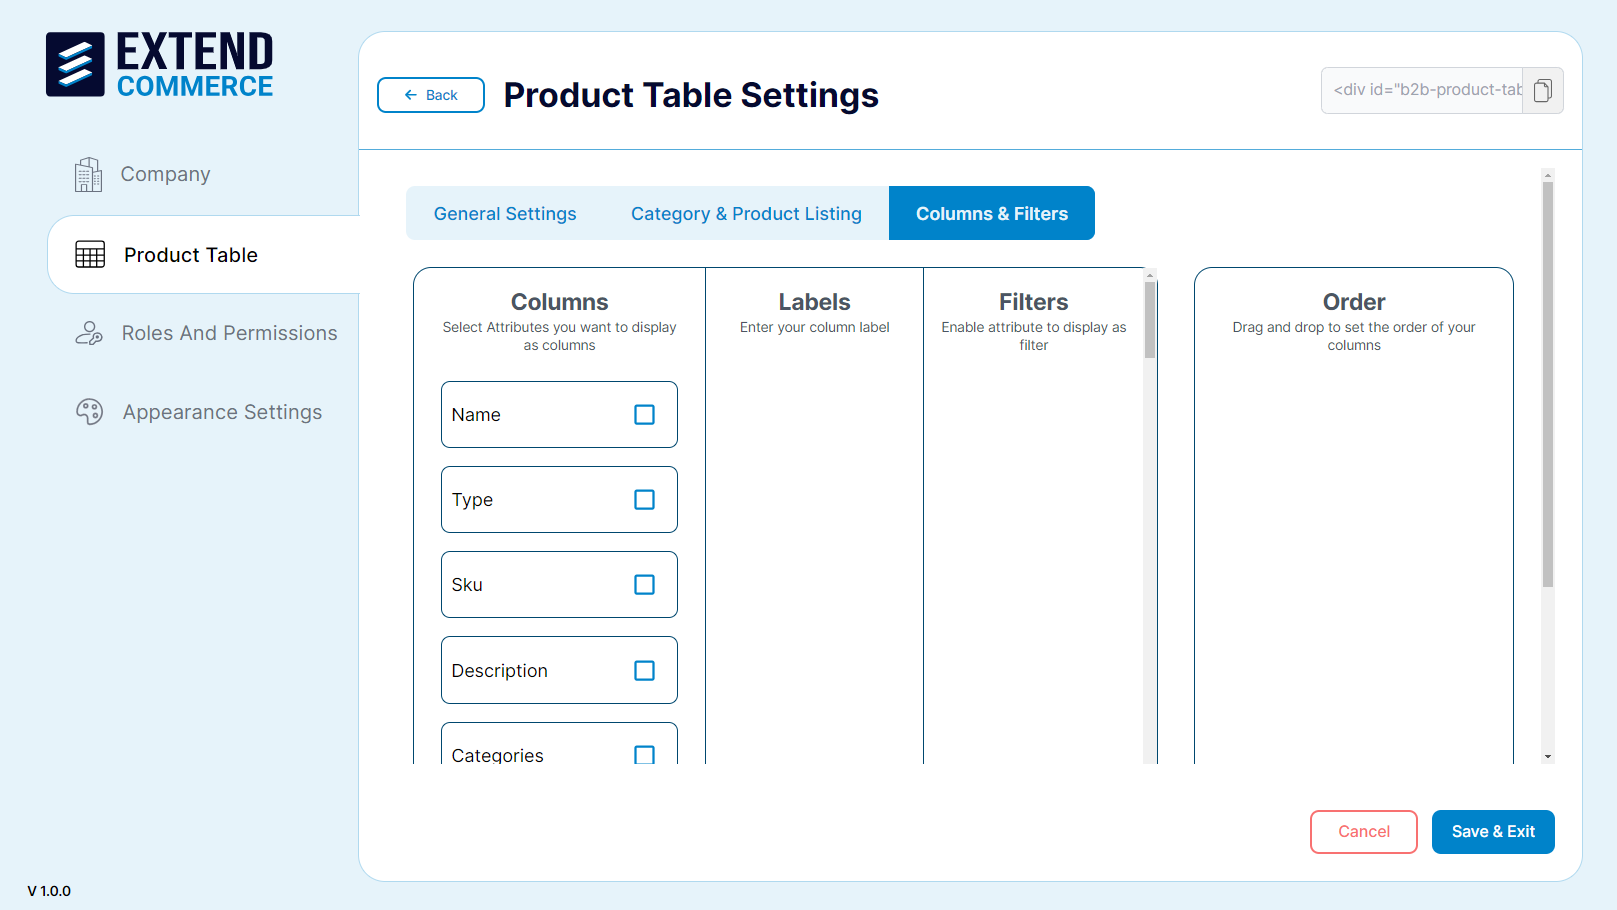 EXTEND
COMMERCE
Company
Product Table
Roles And Permissions
Appearance Settings
V 1.0.0
Back
Product Table Settings
<div id="b2b-product-tab
General Settings
Category & Product Listing
Columns & Filters
Columns
Select Attributes you want to display
as columns
Name
Type
Sku
Description
Categories
Labels
Enter your column label
Filters
Enable attribute to display as
filter
Order
Drag and drop to set the order of your
columns
Cancel
Save & Exit